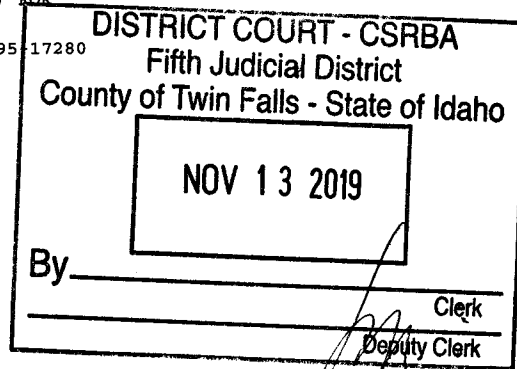 95-17280
DISTRICT COURT - CSRBA
Fifth Judicial District
County of Twin Falls - State of Idaho
NOV 13 2019
By
Clerk
Deputy Clerk